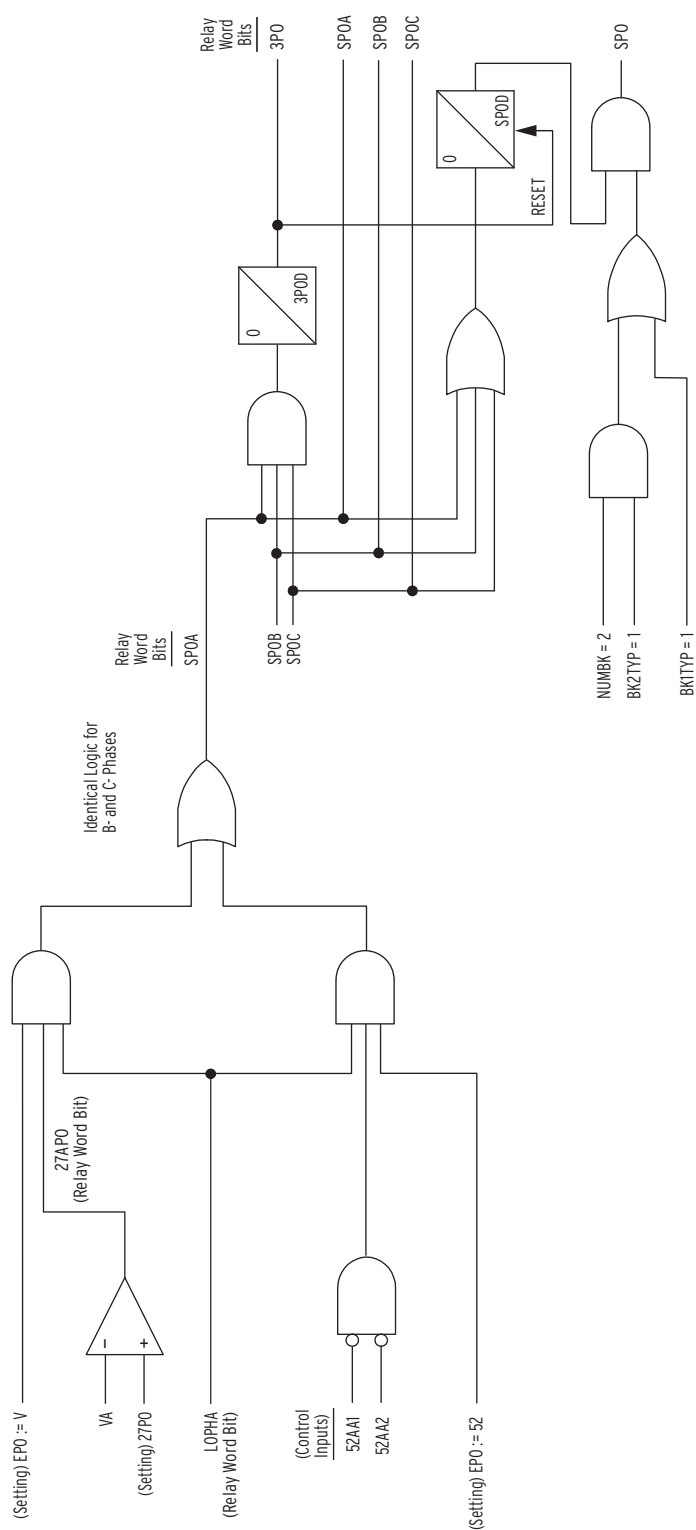 (Setting) EPO := V
VA
(Setting) 27PO
27APO
(Relay Word Bit)
LOPHA
(Relay Word Bit)
(Control
Inputs)
52AA1
52AA2
(Setting) EPO := 52
−
+
Identical Logic for
B- and C- Phases
Relay
Word
Bits
SPOA
SPOB
SPOC
0
3POD
Relay
Word
Bits
3PO
SPOA
SPOB
SPOC
0
SPOD
RESET
NUMBK = 2
BK2TYP = 1
BK1TYP = 1
SPO